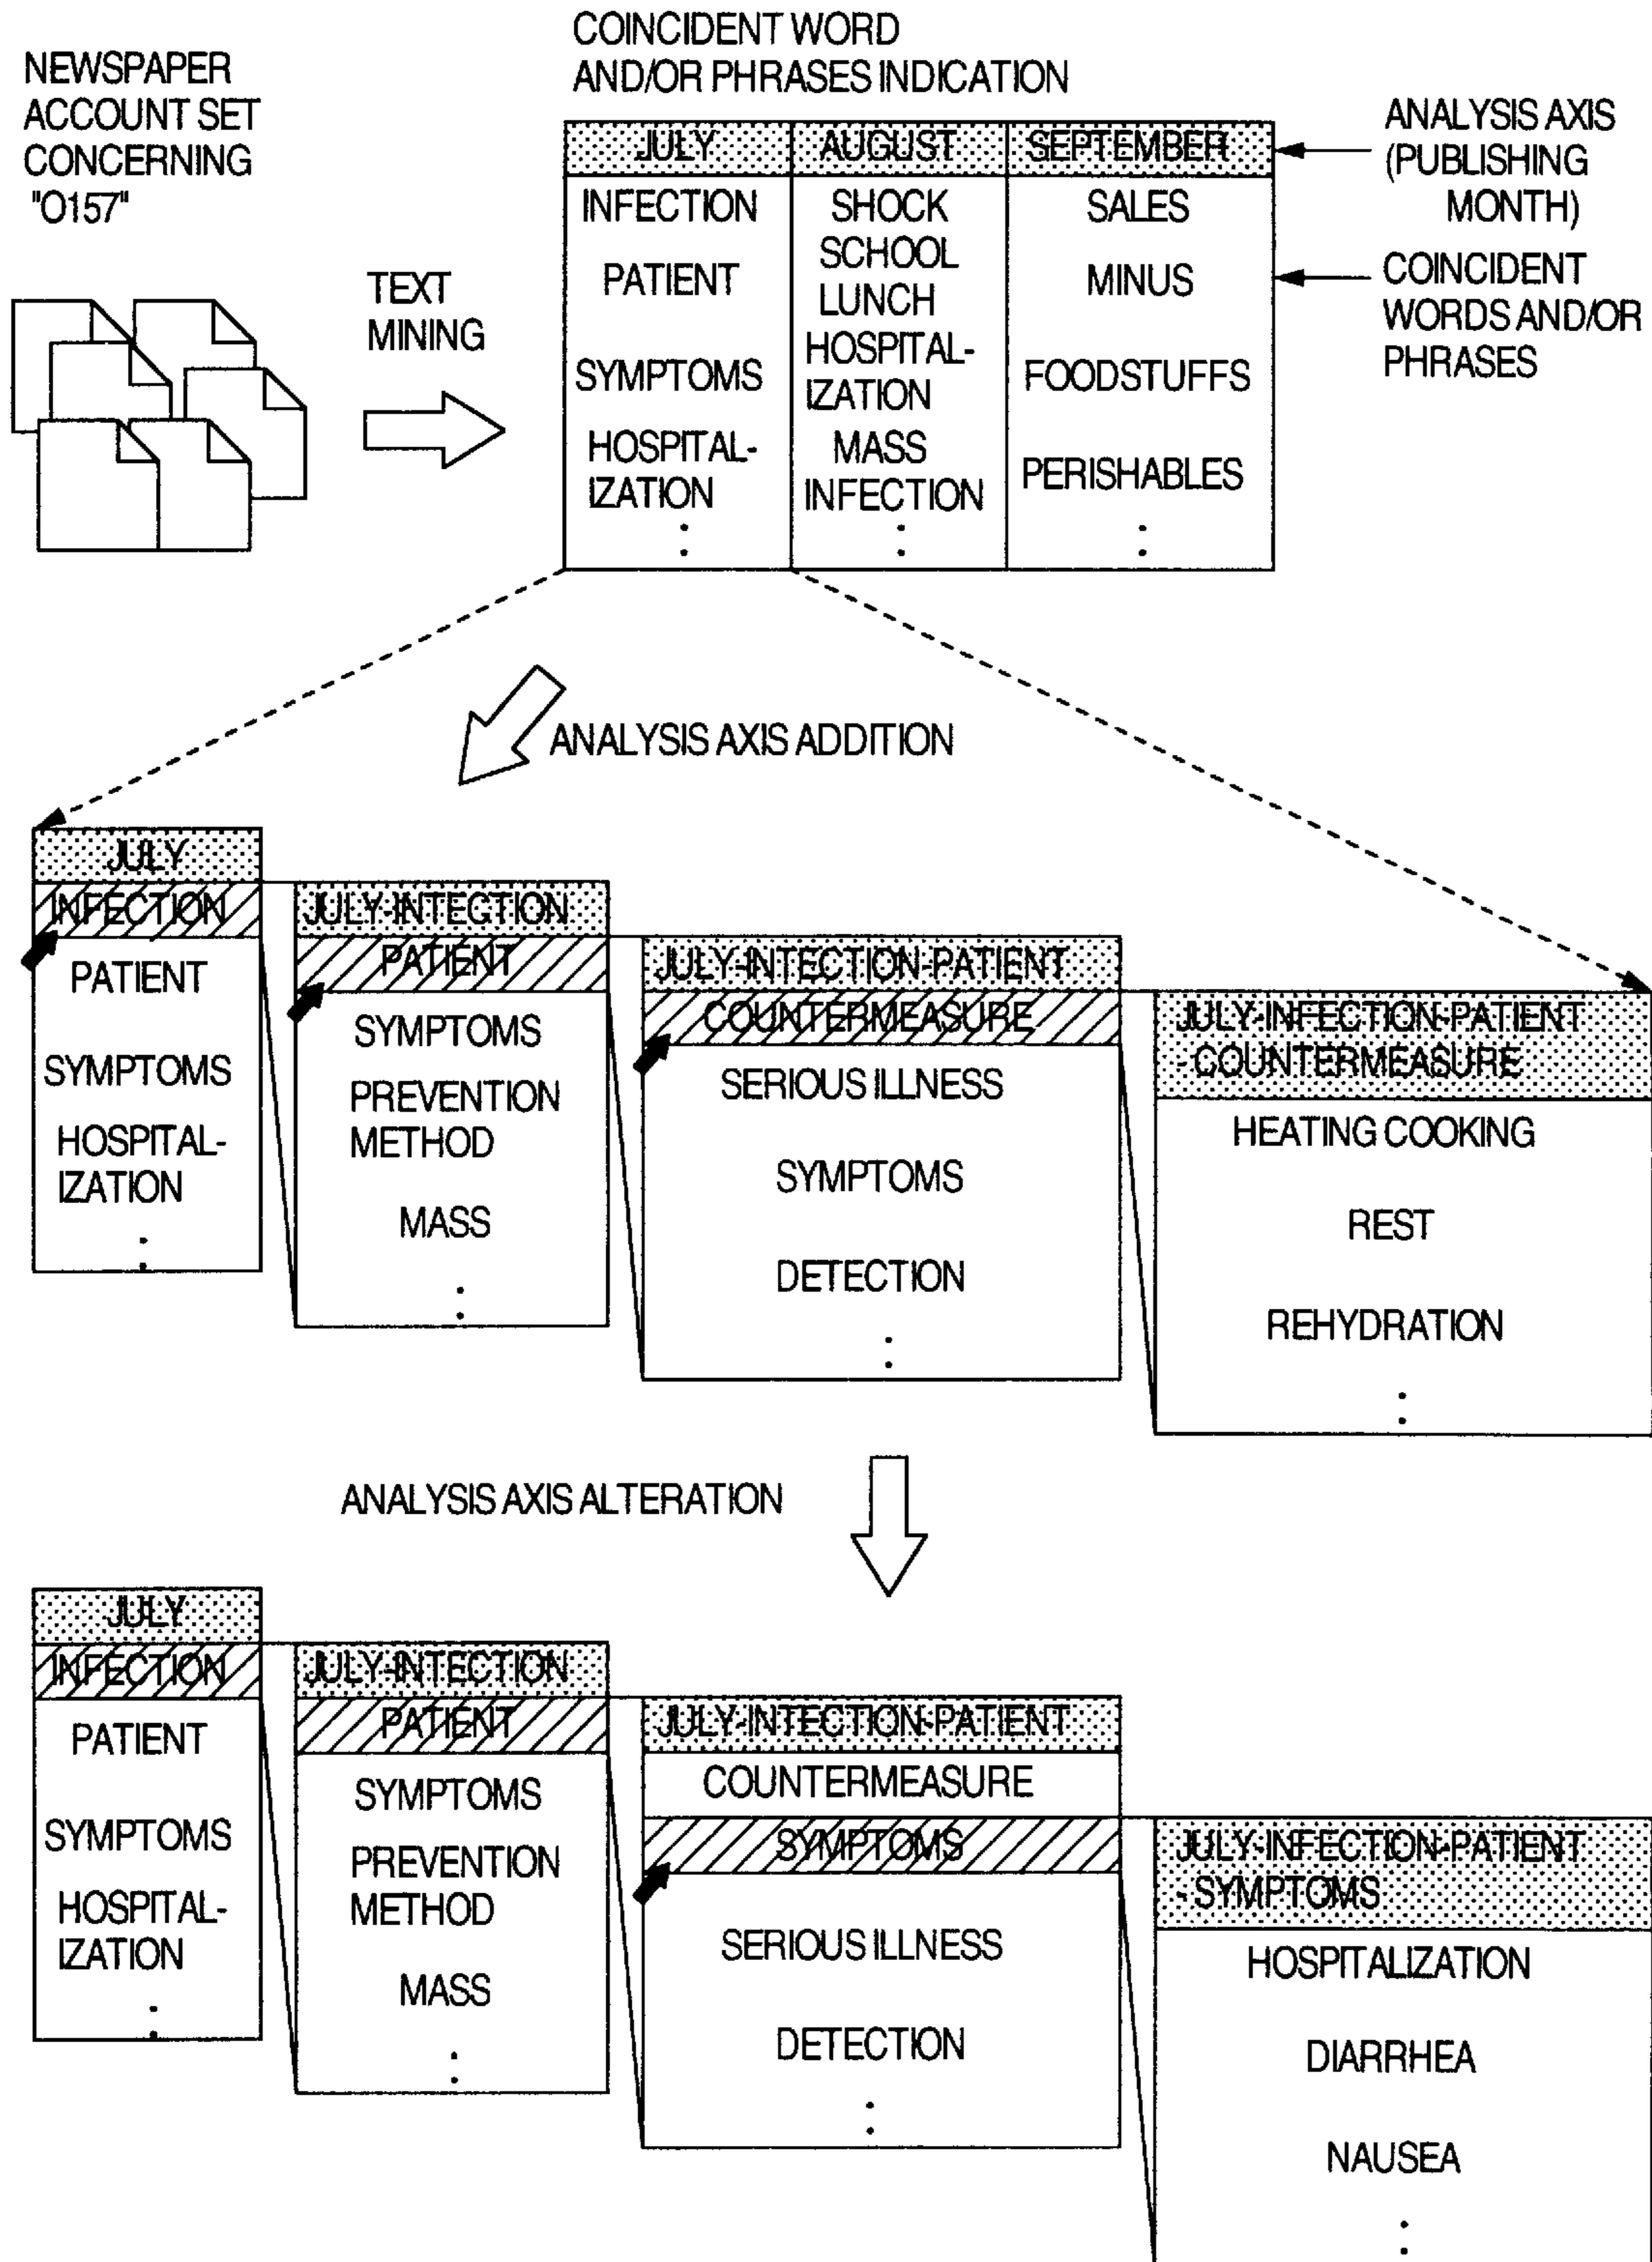 NEWSPAPER
ACCOUNT SET
CONCERNING
"O157"
TEXT
MINING
COINCIDENT WORD
AND/OR PHRASES INDICATION
JULY
AUGUST
SEPTEMBER
INFECTION
SHOCK
SALES
PATIENT
SCHOOL
LUNCH
MINUS
SYMPTOMS
HOSPITAL-
IZATION
FOODSTUFFS
HOSPITAL-
IZATION
MASS
INFECTION
PERISHABLES
ANALYSIS AXIS
(PUBLISHING
MONTH)
COINCIDENT
WORDS AND/OR
PHRASES
ANALYSIS AXIS ADDITION
JULY
INFECTION
PATIENT
SYMPTOMS
HOSPITAL-
IZATION
JULY-INTEGTION
PATIENT
SYMPTOMS
PREVENTION
METHOD
MASS
JULY-INTECTION-PATIENT
COUNTERMEASURE
SERIOUS ILLNESS
SYMPTOMS
DETECTION
JULY-INFECTION-PATIENT
- COUNTERMEASURE
HEATING COOKING
REST
REHYDRATION
ANALYSIS AXIS ALTERATION
JULY
INFECTION
PATIENT
SYMPTOMS
HOSPITAL-
IZATION
JULY-INTECTION
PATIENT
SYMPTOMS
PREVENTION
METHOD
MASS
JULY-INTECTION-PATIENT
COUNTERMEASURE
SYMPTOMS
SERIOUS ILLNESS
DETECTION
JULY-INFECTION-PATIENT
- SYMPTOMS
HOSPITALIZATION
DIARRHEA
NAUSEA